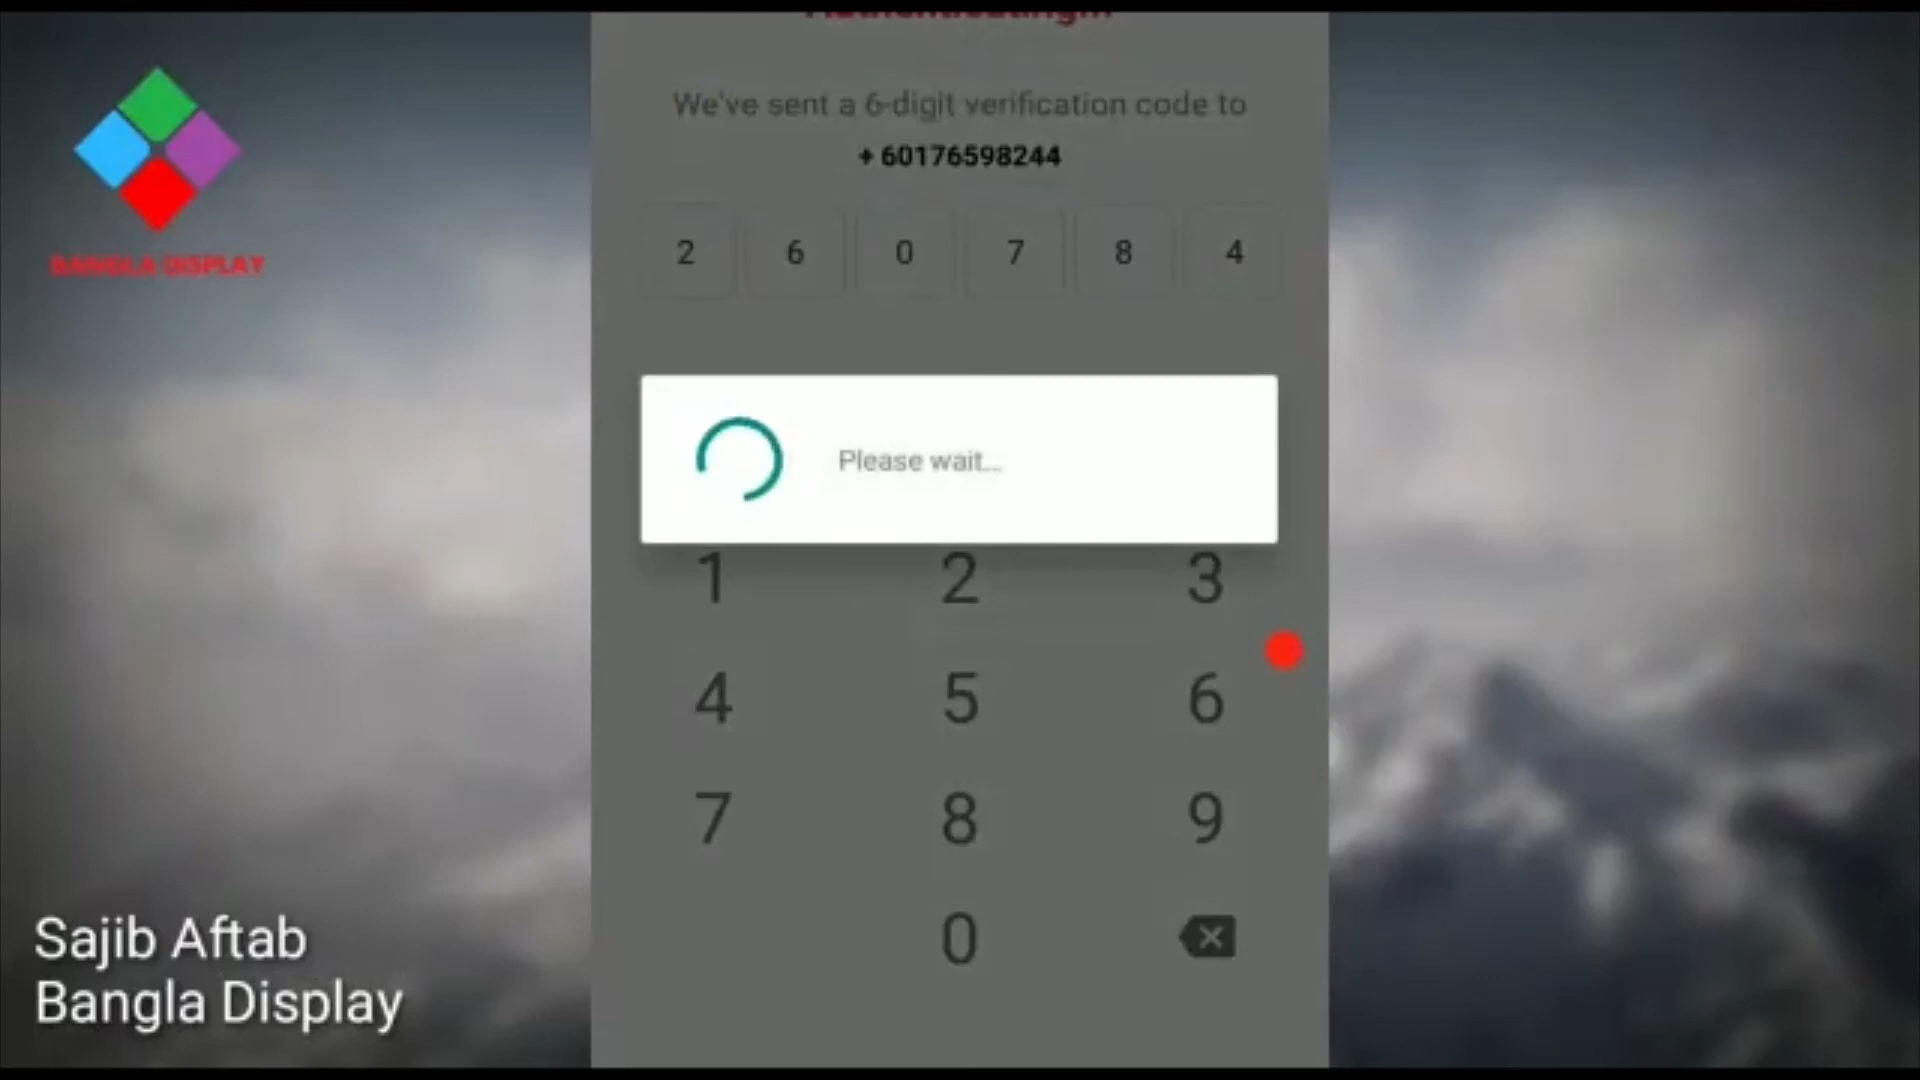 We've sent a 6-digit verification code to
+ 60176598244
2 6 0 7 8 4
BANGLA DISPLAY
Please wait...
1 2 3
4 5 6
7 8 9
0
Sajib Aftab
Bangla Display